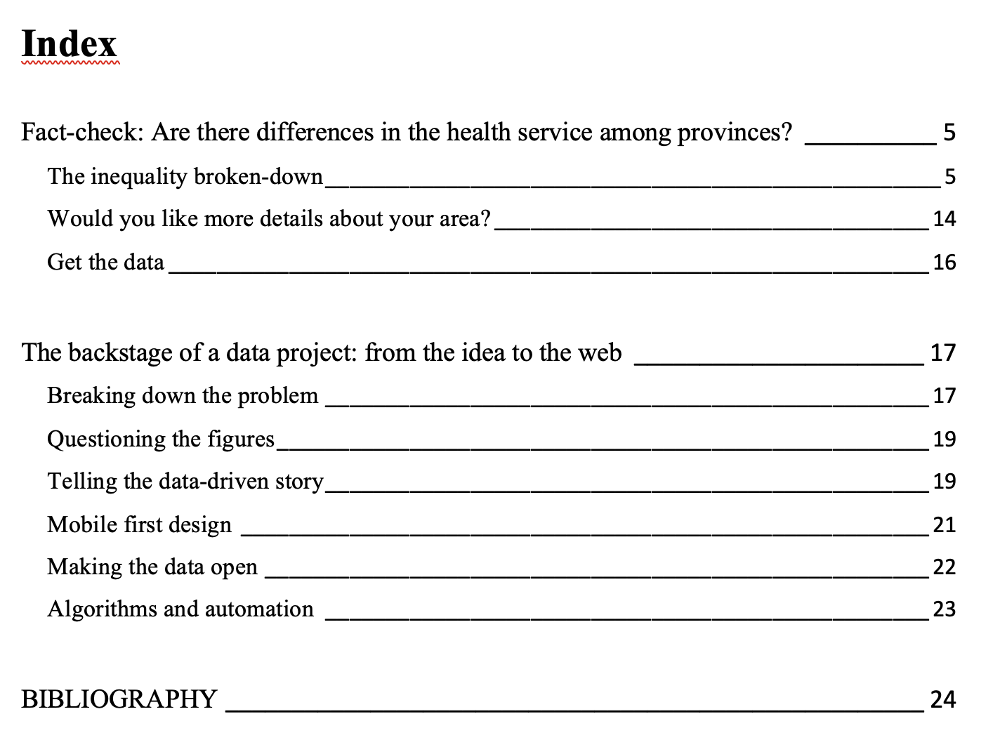 Index
Fact-check: Are there differences in the health service among provinces? 5
The inequality broken-down 5
Would you like more details about your area? 14
Get the data 16
The backstage of a data project: from the idea to the web 17
Breaking down the problem 17
Questioning the figures 19
Telling the data-driven story 19
Mobile first design 21
Making the data open 22
Algorithms and automation 23
BIBLIOGRAPHY 24